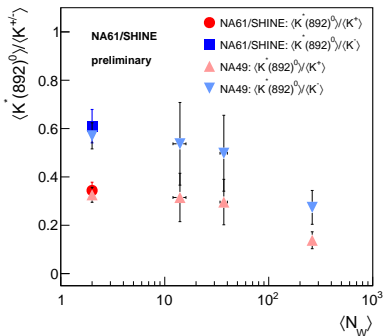 ⟨K*(892)⁰⟩/⟨K⁺/⁻⟩
NA61/SHINE
preliminary
NA61/SHINE: ⟨K*(892)⁰⟩/⟨K⁺⟩
NA61/SHINE: ⟨K*(892)⁰⟩/⟨K⁻⟩
NA49: ⟨K*(892)⁰⟩/⟨K⁺⟩
NA49: ⟨K*(892)⁰⟩/⟨K⁻⟩
1
0.8
0.6
0.4
0.2
0
1 10 10² 10³
⟨N_W⟩